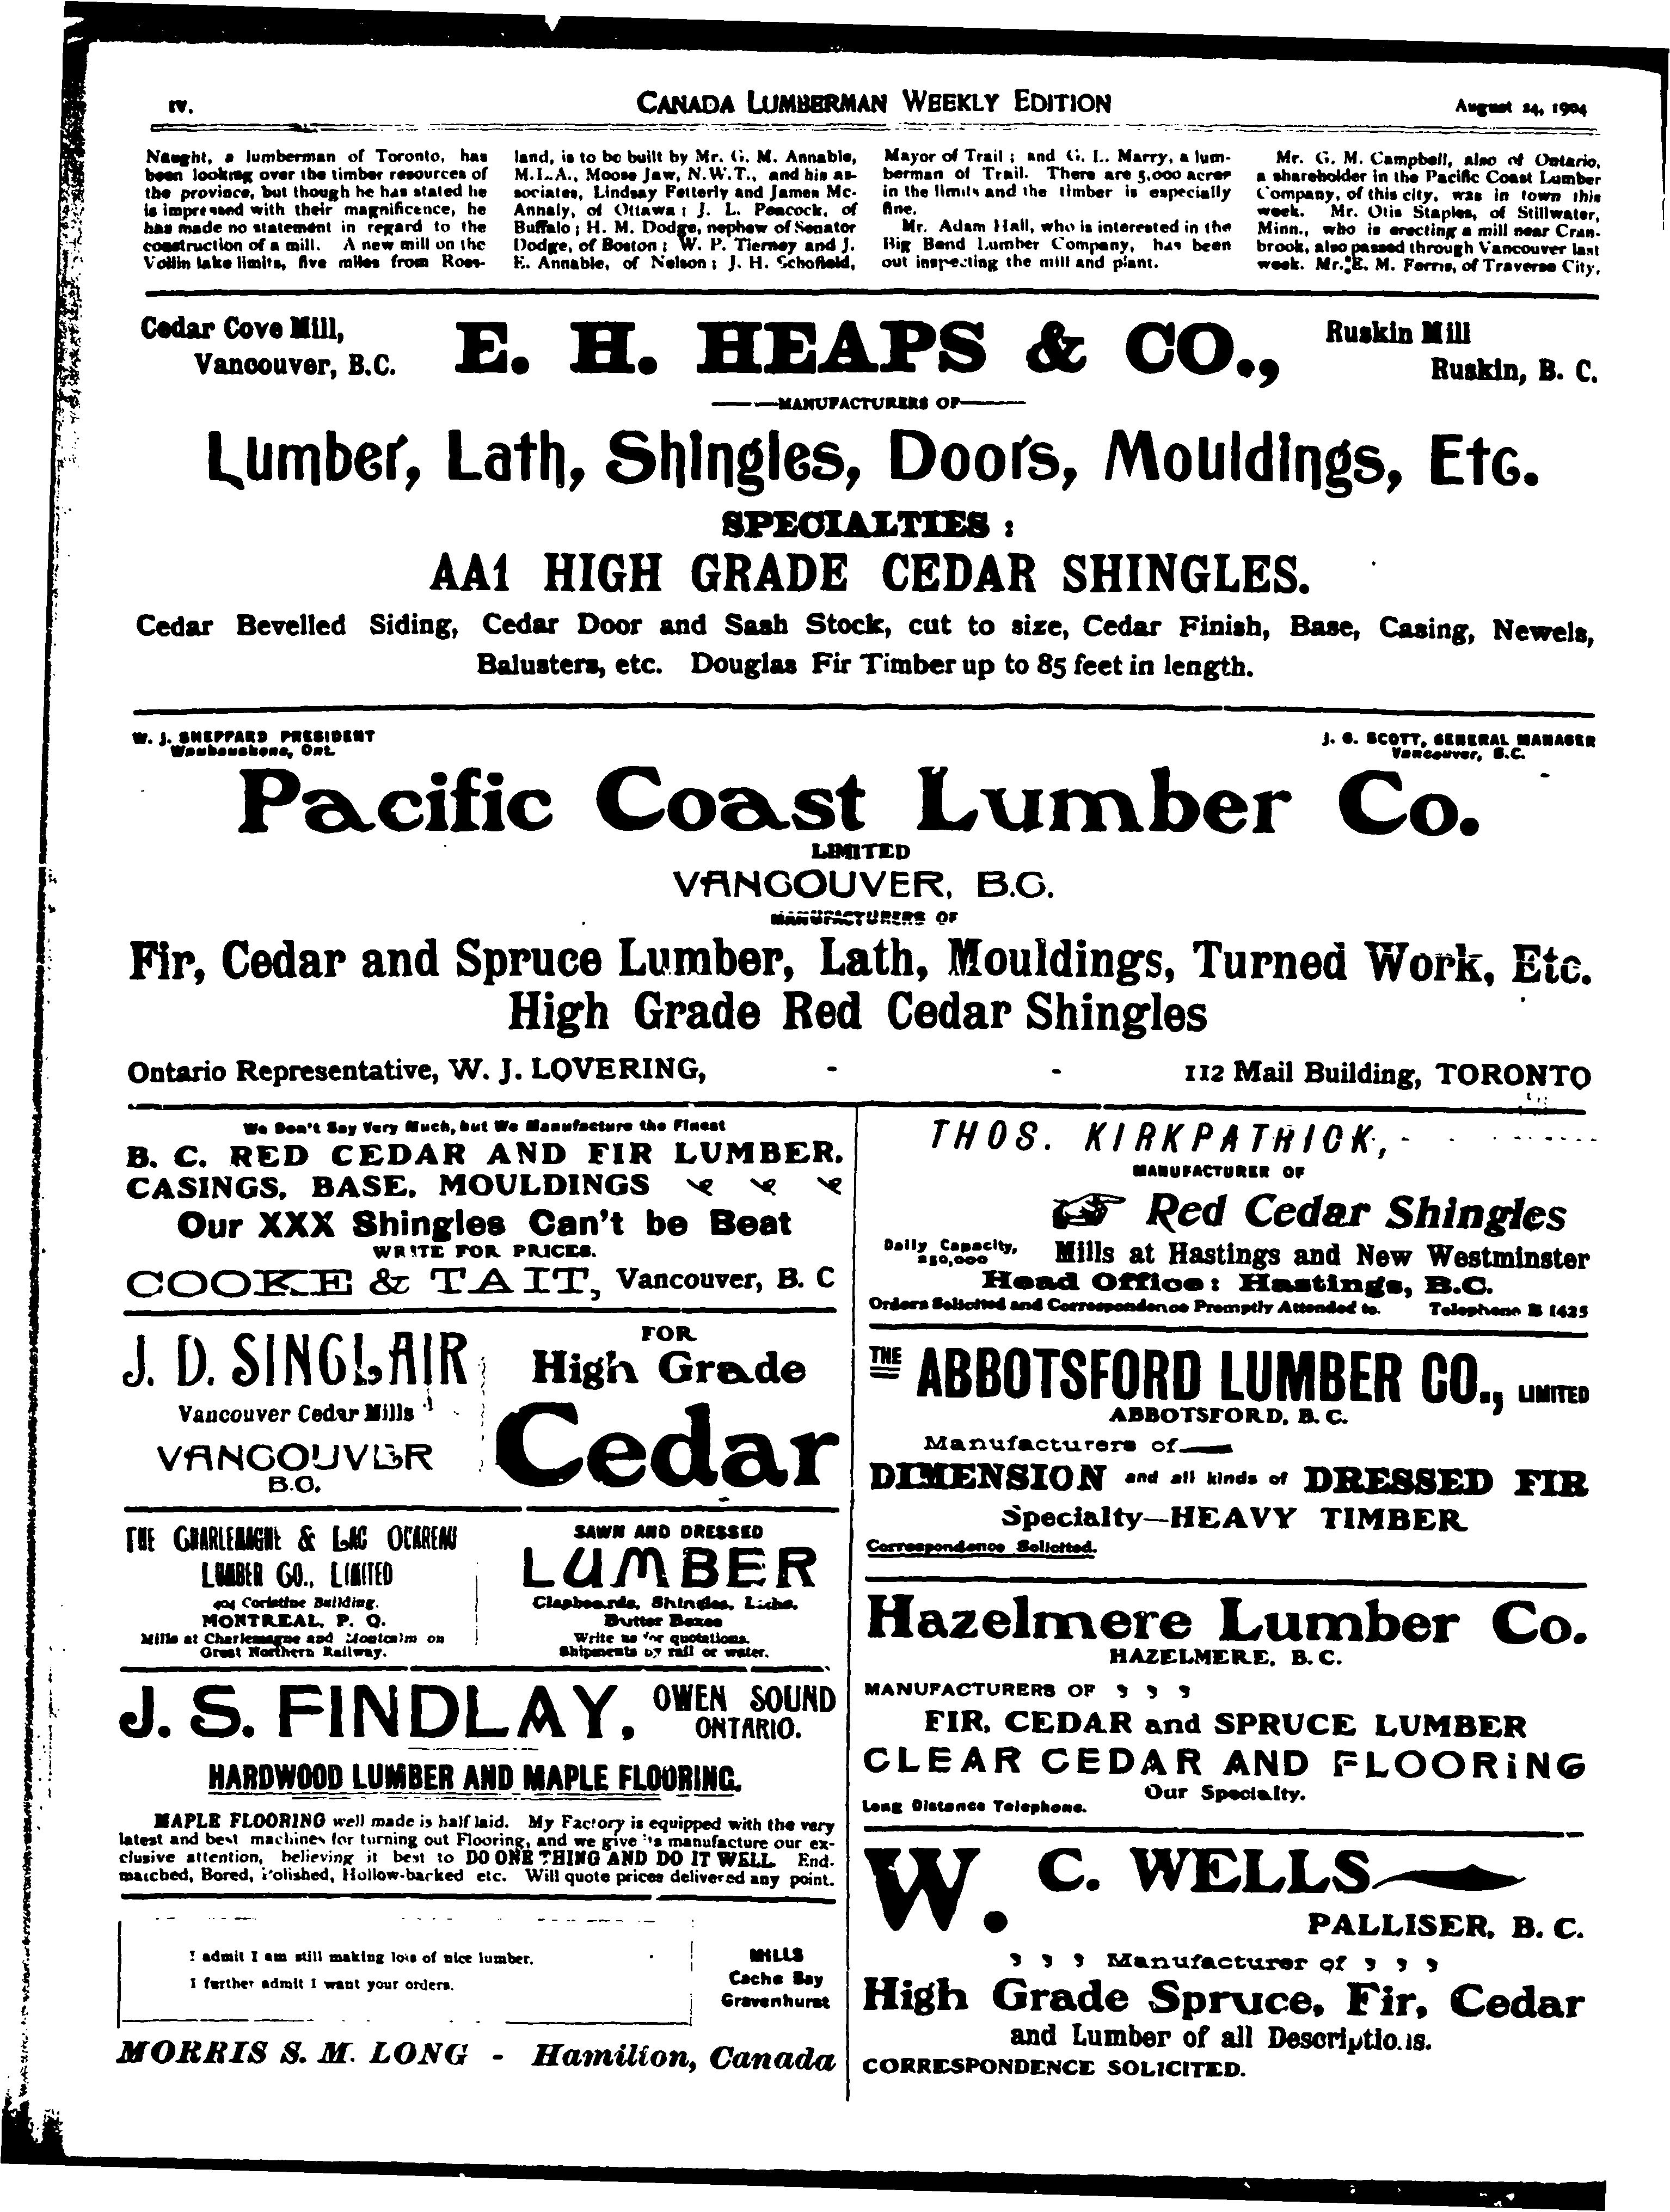 IV.
CANADA LUMBERMAN WEEKLY EDITION
August 24, 1904
Naught, a lumberman of Toronto, has
been looking over the timber resources of
the province, but though he has stated he
is impressed with their magnificence, he
has made no statement in regard to the
construction of a mill. A new mill on the
Vollin lake limits, five miles from Ross-
land, is to be built by Mr. G. M. Annable,
M.L.A., Moose Jaw, N.W.T., and his as-
sociates, Lindsay Fetterly and James Mc-
Annaly, of Ottawa; J. L. Peacock, of
Buffalo; H. M. Dodge, nephew of Senator
Dodge, of Boston; W. P. Tierney and J.
E. Annable, of Nelson; J. H. Schofield,
Mayor of Trail; and G. L. Marry, a lum-
berman of Trail. There are 5,000 acres
in the limits and the timber is especially
fine.
Mr. Adam Hall, who is interested in the
Big Bend Lumber Company, has been
out inspecting the mill and plant.
Mr. G. M. Campbell, also of Ontario,
a shareholder in the Pacific Coast Lumber
Company, of this city, was in town this
week. Mr. Otis Staples, of Stillwater,
Minn., who is erecting a mill near Cran-
brook, also passed through Vancouver last
week. Mr. E. M. Ferris, of Traverse City,
Cedar Cove Mill,
Vancouver, B.C.
E. H. HEAPS & CO.,
Ruskin Mill
Ruskin, B. C.
MANUFACTURERS OF
Lumber, Lath, Shingles, Doors, Mouldings, Etc.
SPECIALTIES:
AA1 HIGH GRADE CEDAR SHINGLES.
Cedar Bevelled Siding, Cedar Door and Sash Stock, cut to size, Cedar Finish, Base, Casing, Newels,
Balusters, etc. Douglas Fir Timber up to 85 feet in length.
W. J. SHEPPARD PRESIDENT
Waubaushene, Ont.
J. G. SCOTT, GENERAL MANAGER
Vancouver, B.C.
Pacific Coast Lumber Co.
LIMITED
VANCOUVER, B.C.
MANUFACTURERS OF
Fir, Cedar and Spruce Lumber, Lath, Mouldings, Turned Work, Etc.
High Grade Red Cedar Shingles
Ontario Representative, W. J. LOVERING, - - 112 Mail Building, TORONTO
We Don't Say Very Much, but We Manufacture the Finest
B. C. RED CEDAR AND FIR LUMBER,
CASINGS, BASE, MOULDINGS
Our XXX Shingles Can't be Beat
WRITE FOR PRICES.
COOKE & TAIT, Vancouver, B. C
J. D. SINCLAIR
Vancouver Cedar Mills
VANCOUVER
B.C.
FOR
High Grade
Cedar
THE CHARLEMAGNE & LAC OUAREAU
LUMBER CO., LIMITED
404 Coristine Building.
MONTREAL, P. Q.
Mills at Charlemagne and Montcalm on
Great Northern Railway.
SAWN AND DRESSED
LUMBER
Clapboards, Shingles, Laths,
Butter Boxes
Write us for quotations.
Shipments by rail or water.
J. S. FINDLAY, OWEN SOUND
ONTARIO.
HARDWOOD LUMBER AND MAPLE FLOORING.
MAPLE FLOORING well made is half laid. My Factory is equipped with the very
latest and best machines for turning out Flooring, and we give its manufacture our ex-
clusive attention, believing it best to DO ONE THING AND DO IT WELL. End-
matched, Bored, Polished, Hollow-backed etc. Will quote prices delivered any point.
I admit I am still making lots of nice lumber.
I further admit I want your orders.
MILLS
Cache Bay
Gravenhurst
MORRIS S. M. LONG - Hamilton, Canada
THOS. KIRKPATRICK, -
MANUFACTURER OF
Red Cedar Shingles
Daily Capacity,
250,000
Mills at Hastings and New Westminster
Head Office: Hastings, B.C.
Orders Solicited and Correspondence Promptly Attended to. Telephone B 1425
THE ABBOTSFORD LUMBER CO., LIMITED
ABBOTSFORD, B. C.
Manufacturers of
DIMENSION and all kinds of DRESSED FIR
Specialty—HEAVY TIMBER
Correspondence Solicited.
Hazelmere Lumber Co.
HAZELMERE, B. C.
MANUFACTURERS OF
FIR, CEDAR and SPRUCE LUMBER
CLEAR CEDAR AND FLOORING
Our Specialty.
Long Distance Telephone.
W. C. WELLS
PALLISER, B. C.
Manufacturer of
High Grade Spruce, Fir, Cedar
and Lumber of all Descriptions.
CORRESPONDENCE SOLICITED.